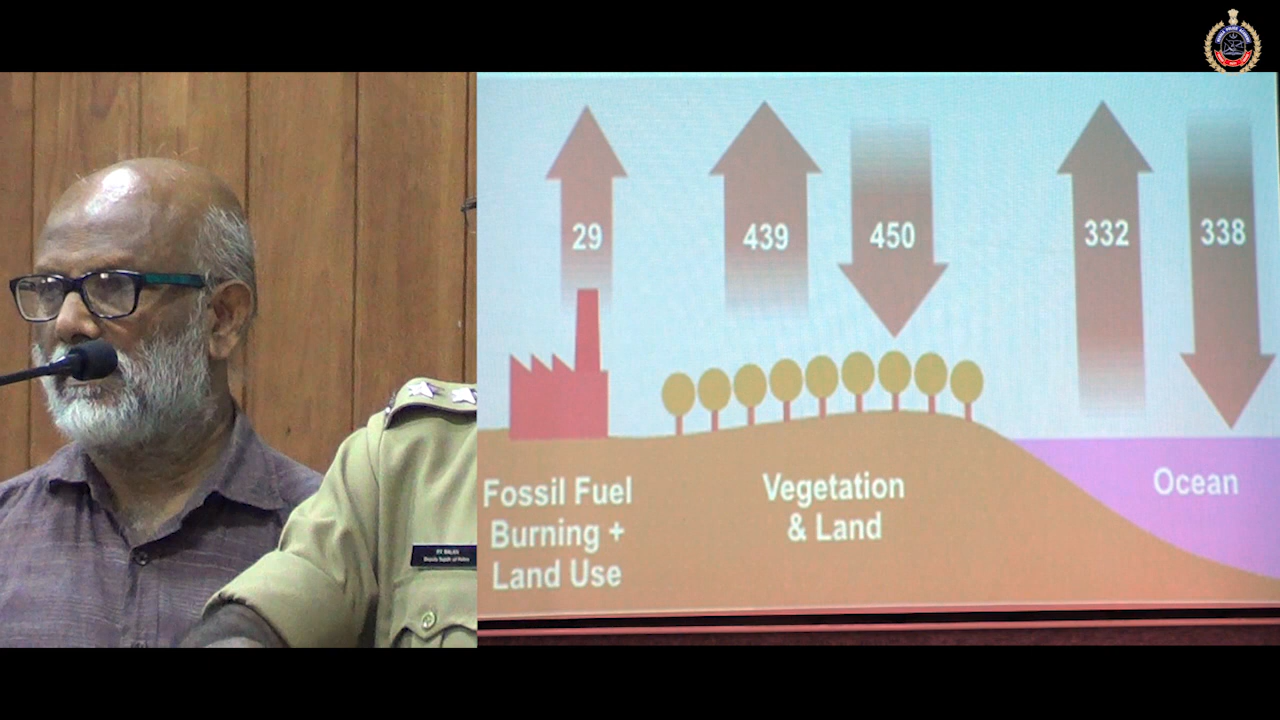 29
439
450
332
338
Fossil Fuel
Burning +
Land Use
Vegetation
& Land
Ocean